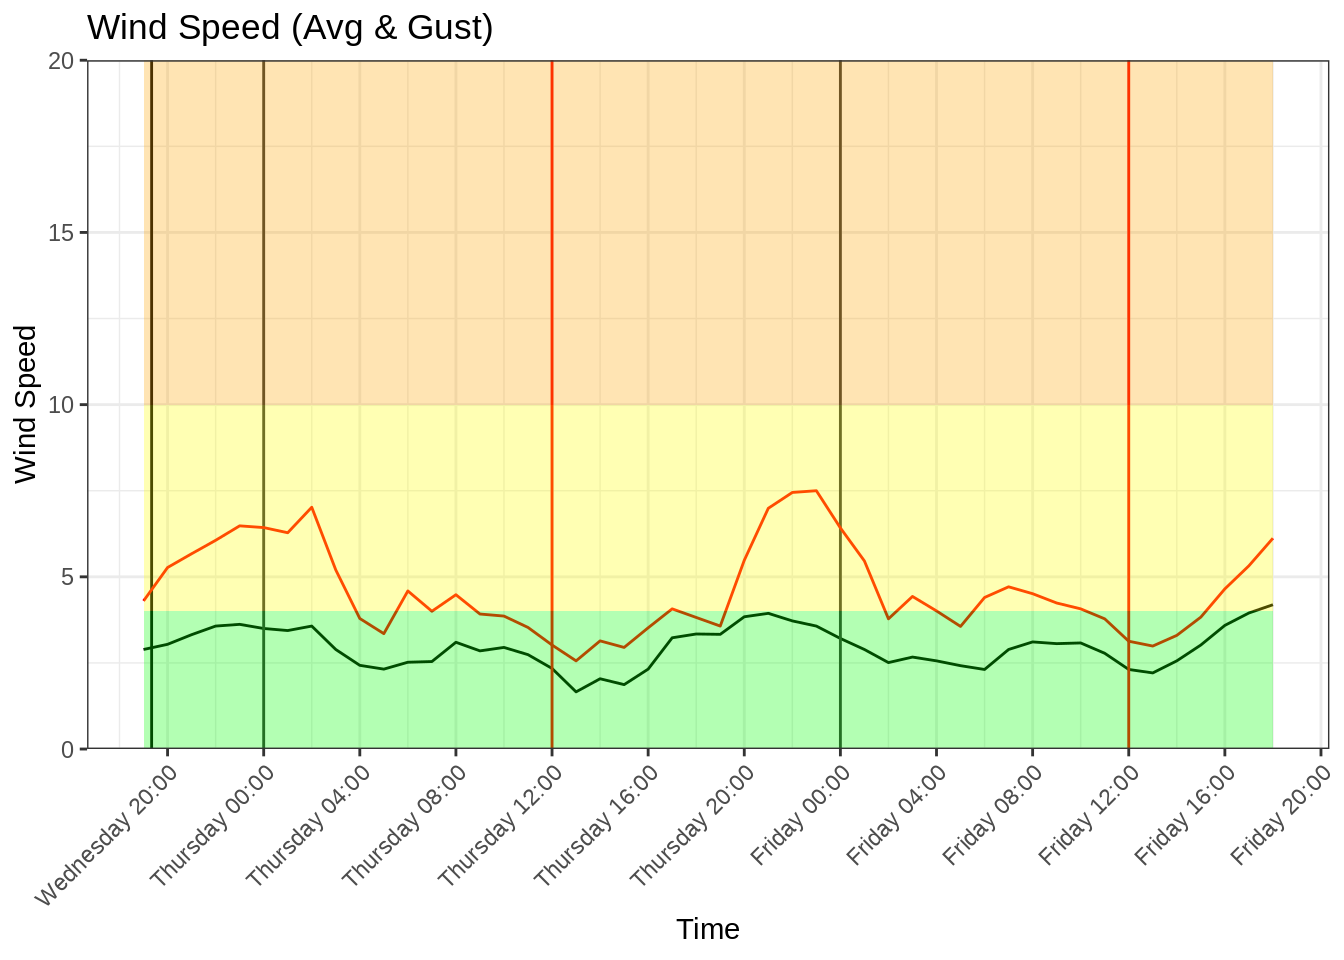 Wind Speed (Avg & Gust)
20
15
10
5
0
Wind Speed
Wednesday 20:00
Thursday 00:00
Thursday 04:00
Thursday 08:00
Thursday 12:00
Thursday 16:00
Thursday 20:00
Friday 00:00
Friday 04:00
Friday 08:00
Friday 12:00
Friday 16:00
Friday 20:00
Time